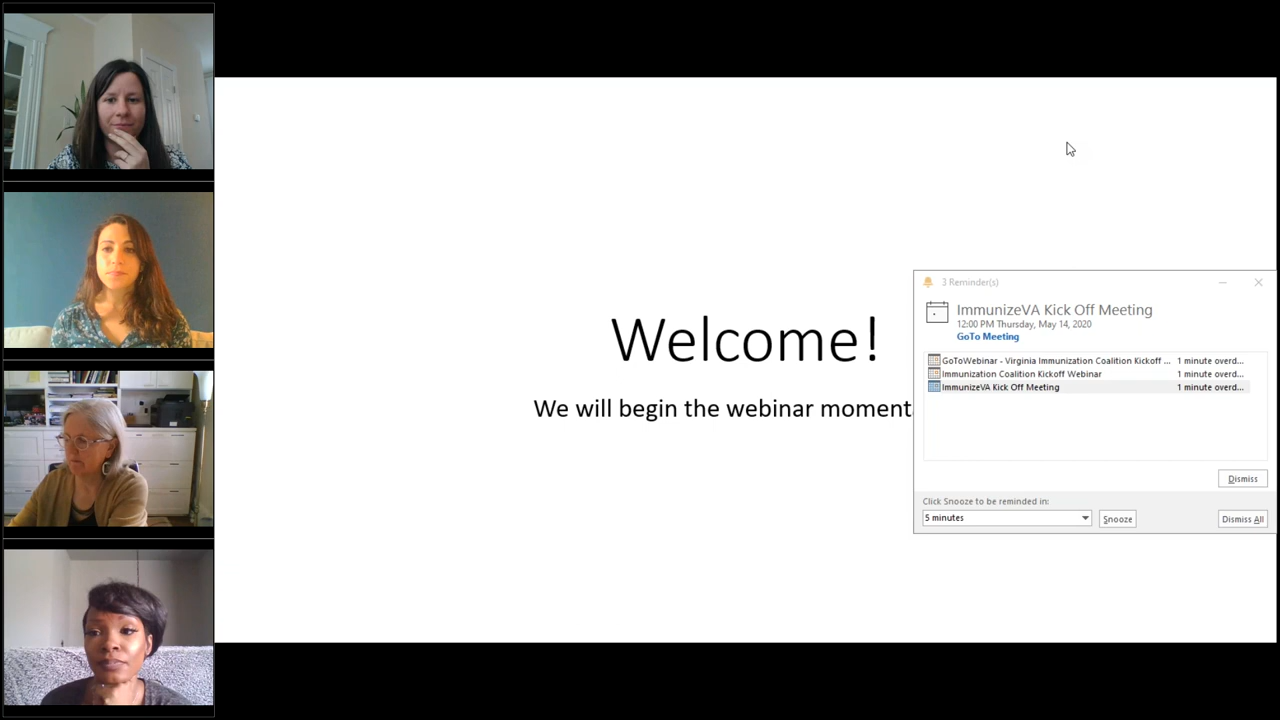 Welcome!
We will begin the webinar
3 Reminder(s)
ImmunizeVA Kick Off Meeting
12:00 PM Thursday, May 14, 2020
GoTo Meeting
GoToWebinar - Virginia Immunization Coalition Kickoff ... 1 minute overd...
Immunization Coalition Kickoff Webinar 1 minute overd...
ImmunizeVA Kick Off Meeting 1 minute overd...
Dismiss
Click Snooze to be reminded in:
5 minutes Snooze Dismiss All